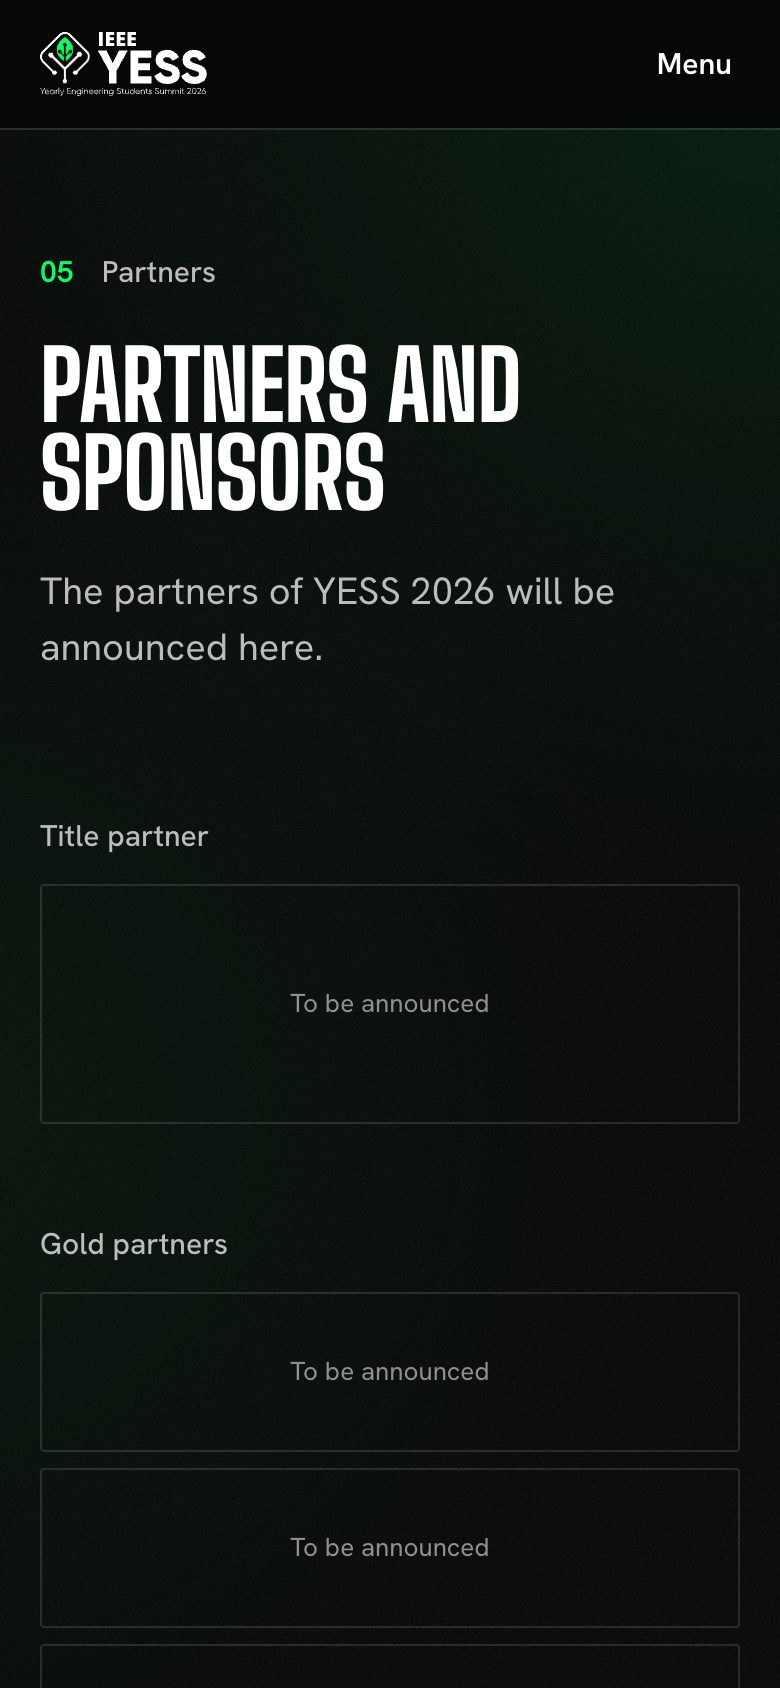 IEEE
YESS
Yearly Engineering Students Summit 2026
Menu
05 Partners
PARTNERS AND
SPONSORS
The partners of YESS 2026 will be
announced here.
Title partner
To be announced
Gold partners
To be announced
To be announced